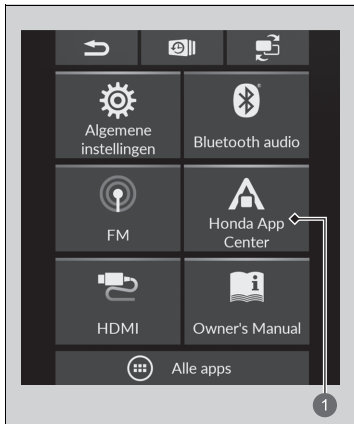 Algemene
instellingen
Bluetooth audio
FM
Honda App
Center
HDMI
Owner's Manual
Alle apps
1